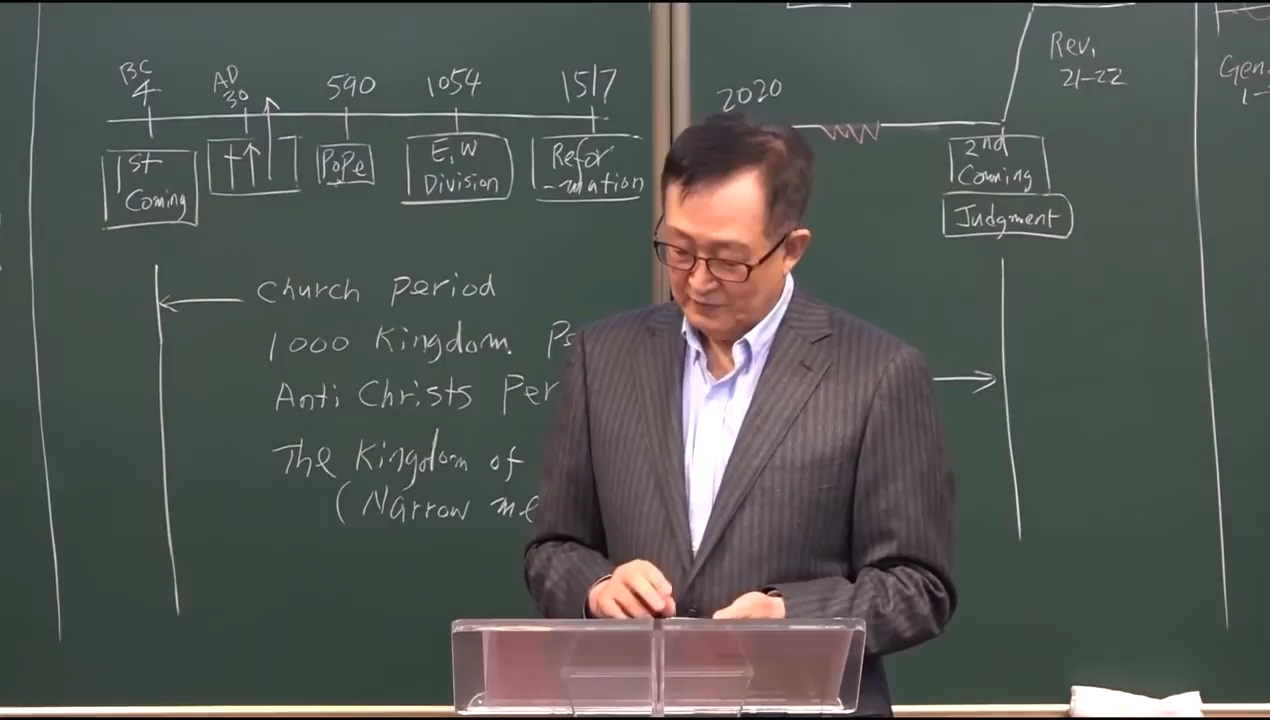 BC
4
AD
30
590
1054
1517
2020
Rev.
21-22
Gen.
1st
Coming
PoPe
E, W
Division
Refor
-mation
2nd
Coming
Judgment
Church period
1000 Kingdom.
Anti Christs
The Kingdom of
(Narrow